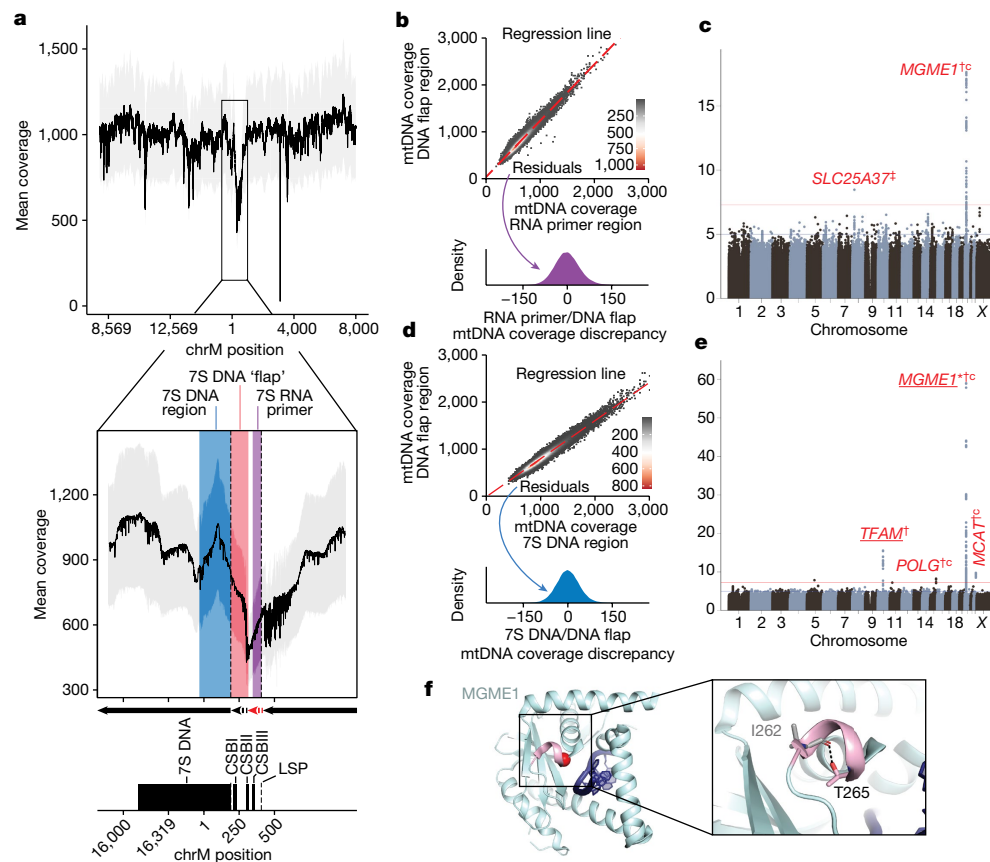 a
1,500
1,000
500
0
Mean coverage
8,569 12,569 1 4,000 8,000
chrM position
7S DNA 'flap'
7S DNA region
7S RNA primer
1,200
900
600
300
Mean coverage
7S DNA
CSBI
CSBII
CSBIII
LSP
16,000 16,319 1 250 500
chrM position
b
3,000
2,000
1,000
0
mtDNA coverage
DNA flap region
Regression line
250
500
750
1,000
Residuals
0 1,000 2,000 3,000
mtDNA coverage
RNA primer region
Density
−150 0 150
RNA primer/DNA flap
mtDNA coverage discrepancy
c
MGME1†c
SLC25A37‡
15
10
5
0
1 3 5 7 9 11 14 18 X
Chromosome
d
3,000
2,000
1,000
0
mtDNA coverage
DNA flap region
Regression line
200
400
600
800
Residuals
0 1,000 2,000 3,000
mtDNA coverage
7S DNA region
Density
−150 0 150
7S DNA/DNA flap
mtDNA coverage discrepancy
e
MGME1*†c
TFAM†
POLG†c
MCAT†c
60
50
40
30
20
10
0
1 3 5 7 9 11 14 18 X
Chromosome
f
MGME1
I262
T265